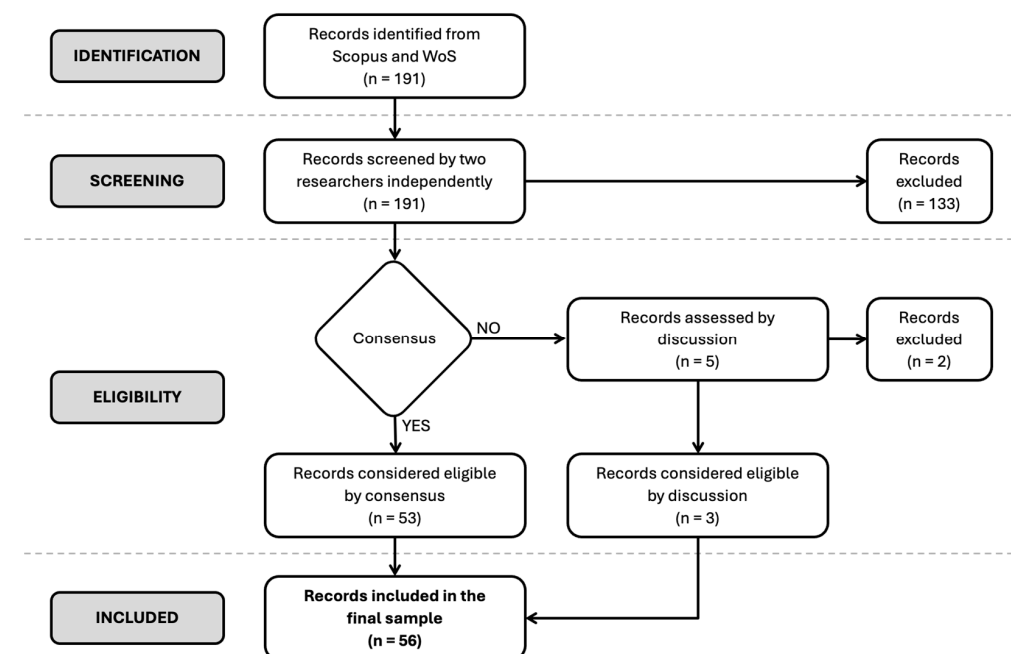 IDENTIFICATION
Records identified from
Scopus and WoS
(n = 191)
SCREENING
Records screened by two
researchers independently
(n = 191)
Records
excluded
(n = 133)
Consensus
NO
Records assessed by
discussion
(n = 5)
Records
excluded
(n = 2)
ELIGIBILITY
YES
Records considered eligible
by consensus
(n = 53)
Records considered eligible
by discussion
(n = 3)
INCLUDED
Records included in the
final sample
(n = 56)